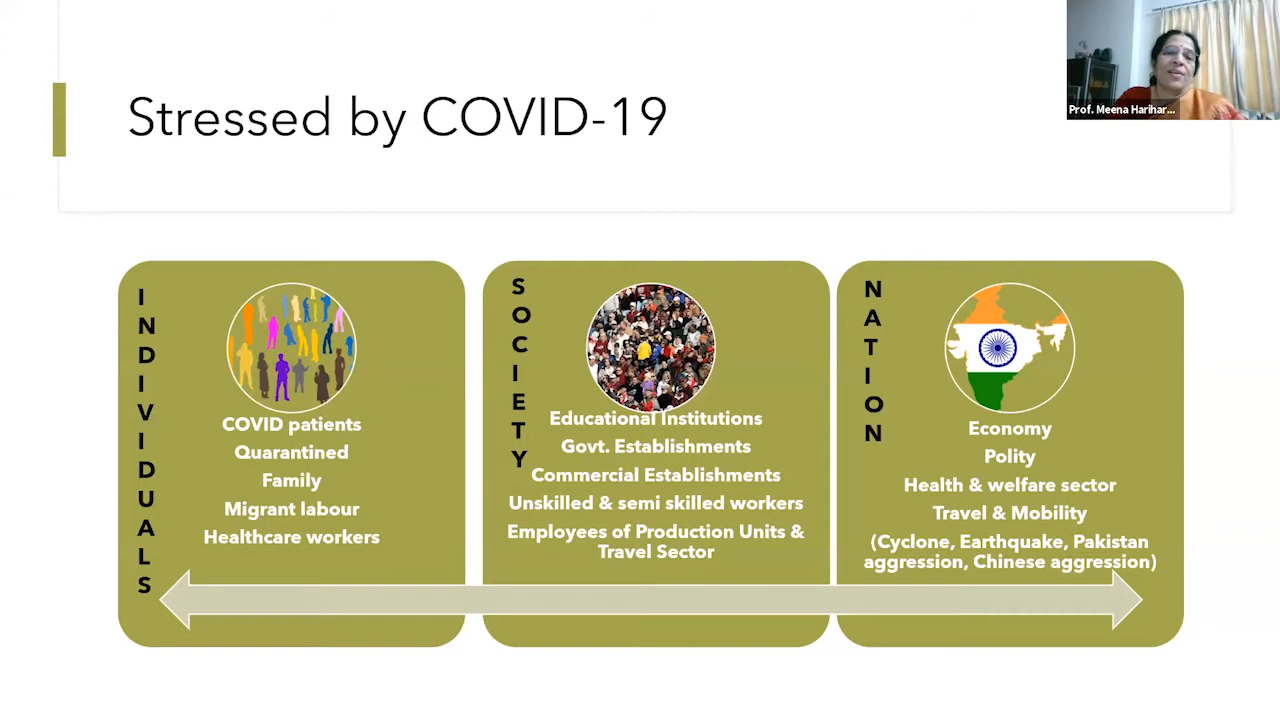 Stressed by COVID-19
Prof. Meena Harihar...
INDIVIDUALS
COVID patients
Quarantined
Family
Migrant labour
Healthcare workers
SOCIETY
Educational Institutions
Govt. Establishments
Commercial Establishments
Unskilled & semi skilled workers
Employees of Production Units &
Travel Sector
NATION
Economy
Polity
Health & welfare sector
Travel & Mobility
(Cyclone, Earthquake, Pakistan
aggression, Chinese aggression)